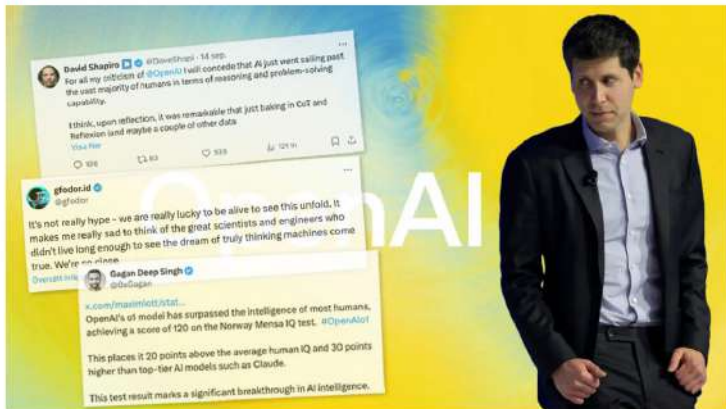 David Shapiro @DaveShapi · 14 sep.
For all my criticism of @OpenAI I will concede that AI just went sailing past
the vast majority of humans in terms of reasoning and problem-solving
capability.
I think, upon reflection, it was remarkable that just baking in CoT and
Reflexion (and maybe a couple of other data
Visa fler
63
121 tn
gfodor.id
@gfodor
It's not really hype - we are really lucky to be alive to see this unfold. It
makes me really sad to think of the great scientists and engineers who
didn't live long enough to see the dream of truly thinking machines come
true. We're so close
OpenAI
Gagan Deep Singh
@0xGagan
x.com/maximlott/stat...
OpenAI's o1 model has surpassed the intelligence of most humans,
achieving a score of 120 on the Norway Mensa IQ test. #OpenAIo1
This places it 20 points above the average human IQ and 30 points
higher than top-tier AI models such as Claude.
This test result marks a significant breakthrough in AI intelligence.